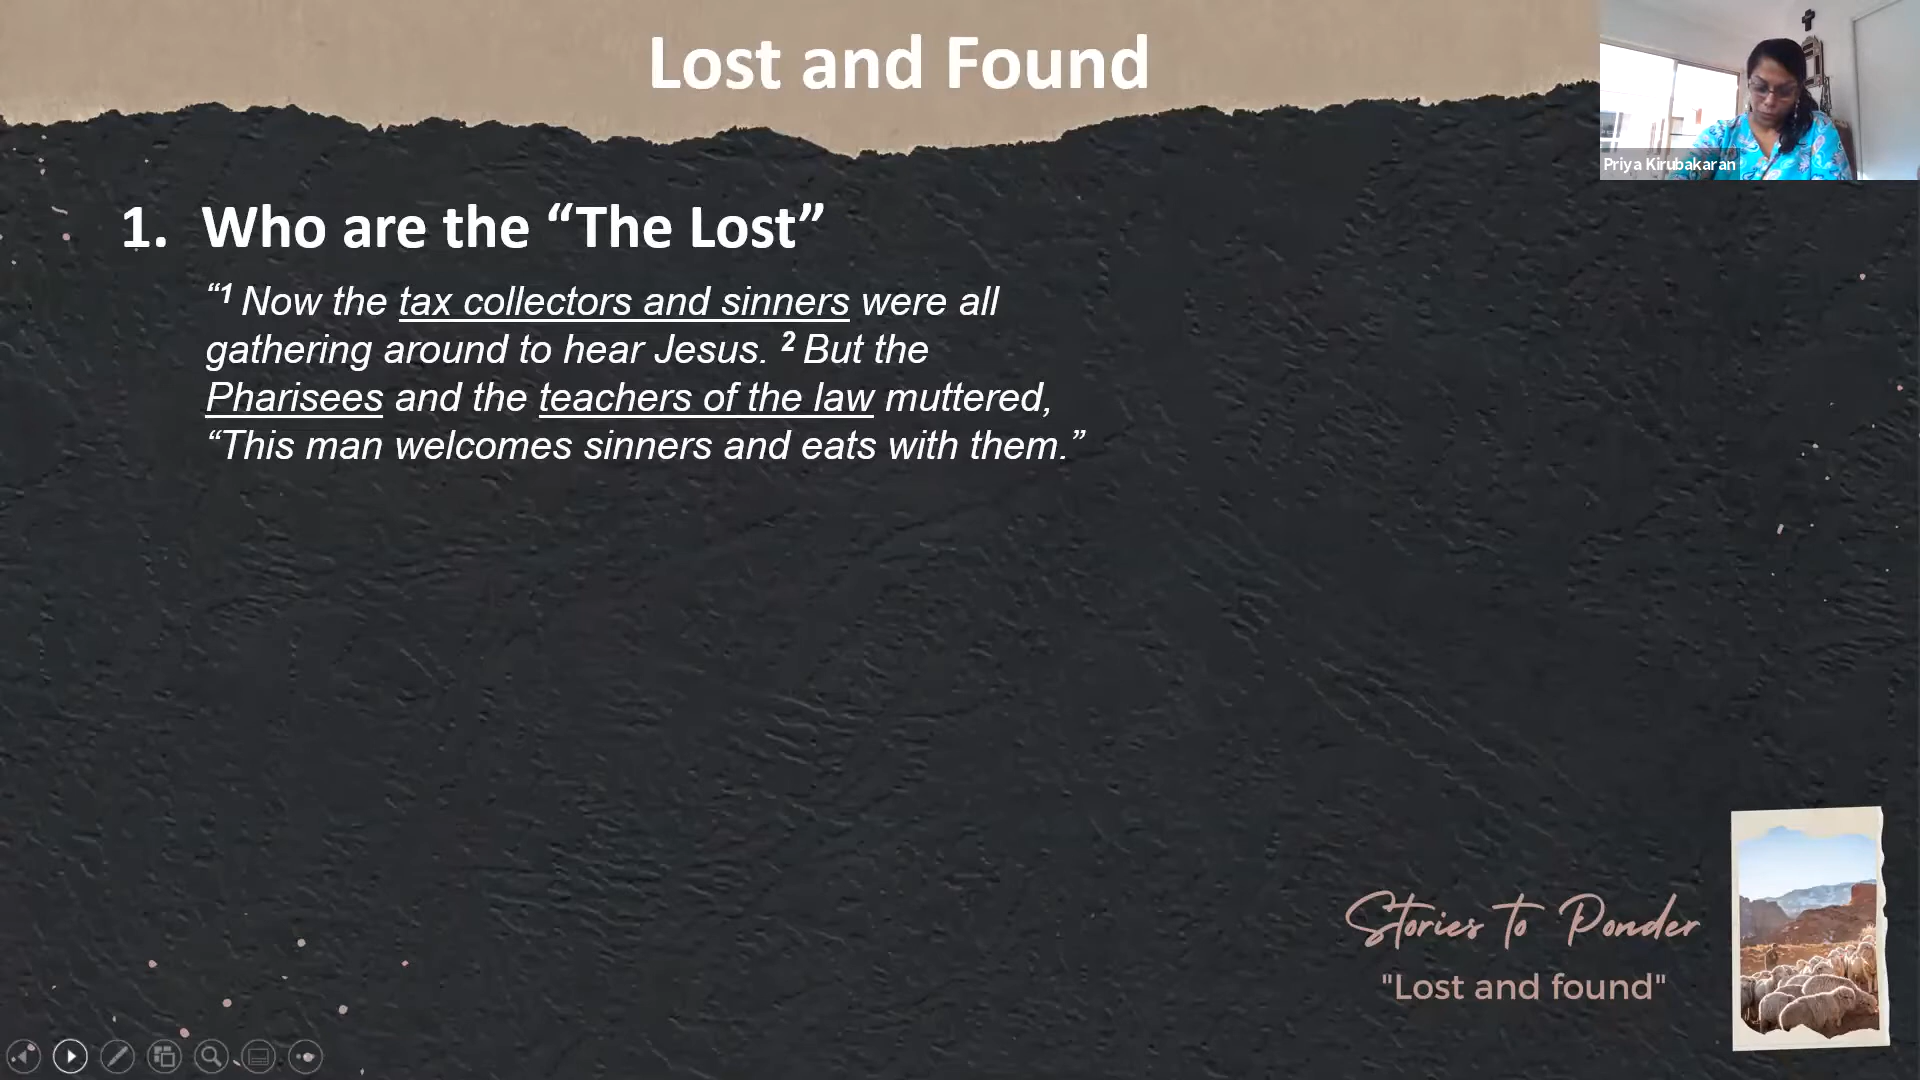 Lost and Found
Priya Kirubakaran
1. Who are the “The Lost”
“1 Now the tax collectors and sinners were all
gathering around to hear Jesus. 2 But the
Pharisees and the teachers of the law muttered,
“This man welcomes sinners and eats with them.”
Stories to Ponder
"Lost and found"